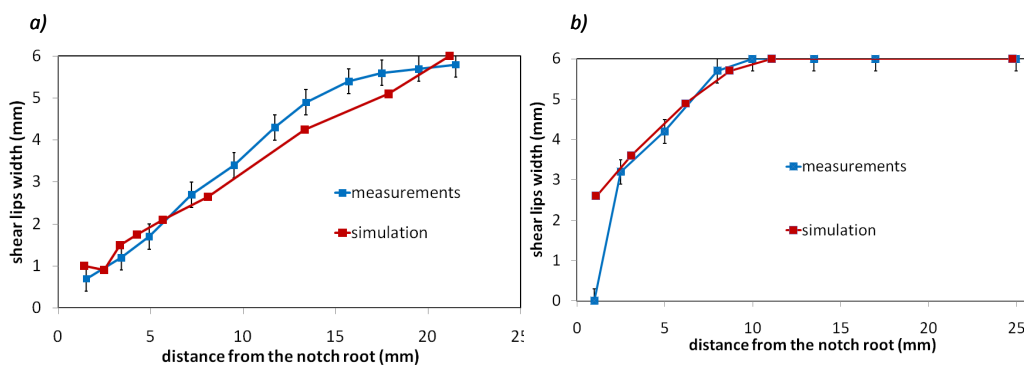 a)
shear lips width (mm)
6
5
4
3
2
1
0
measurements
simulation
0 5 10 15 20 25
distance from the notch root (mm)
b)
shear lips width (mm)
6
5
4
3
2
1
0
measurements
simulation
0 5 10 15 20 25
distance from the notch root (mm)